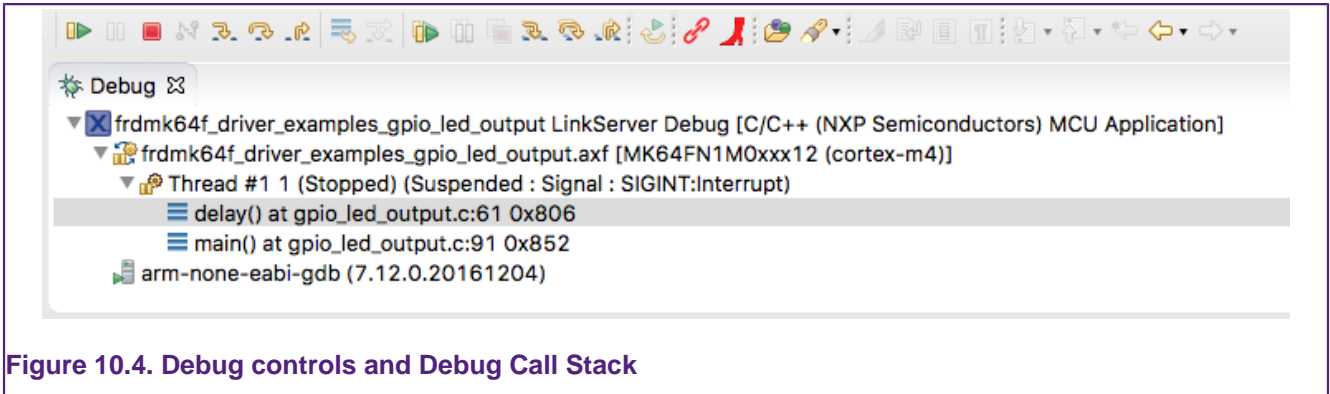 Debug
frdmk64f_driver_examples_gpio_led_output LinkServer Debug [C/C++ (NXP Semiconductors) MCU Application]
frdmk64f_driver_examples_gpio_led_output.axf [MK64FN1M0xxx12 (cortex-m4)]
Thread #1 1 (Stopped) (Suspended : Signal : SIGINT:Interrupt)
delay() at gpio_led_output.c:61 0x806
main() at gpio_led_output.c:91 0x852
arm-none-eabi-gdb (7.12.0.20161204)
Figure 10.4. Debug controls and Debug Call Stack